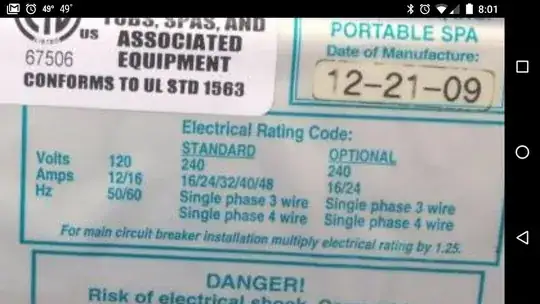 49° 49°
8:01
TUBS, SPAS, AND
US ASSOCIATED
67506 EQUIPMENT
CONFORMS TO UL STD 1563
PORTABLE SPA
Date of Manufacture:
12-21-09
Electrical Rating Code:
STANDARD OPTIONAL
Volts 120 240 240
Amps 12/16 16/24/32/40/48 16/24
Hz 50/60 Single phase 3 wire Single phase 3 wire
Single phase 4 wire Single phase 4 wire
For main circuit breaker installation multiply electrical rating by 1.25.
DANGER!
Risk of electrical shock.